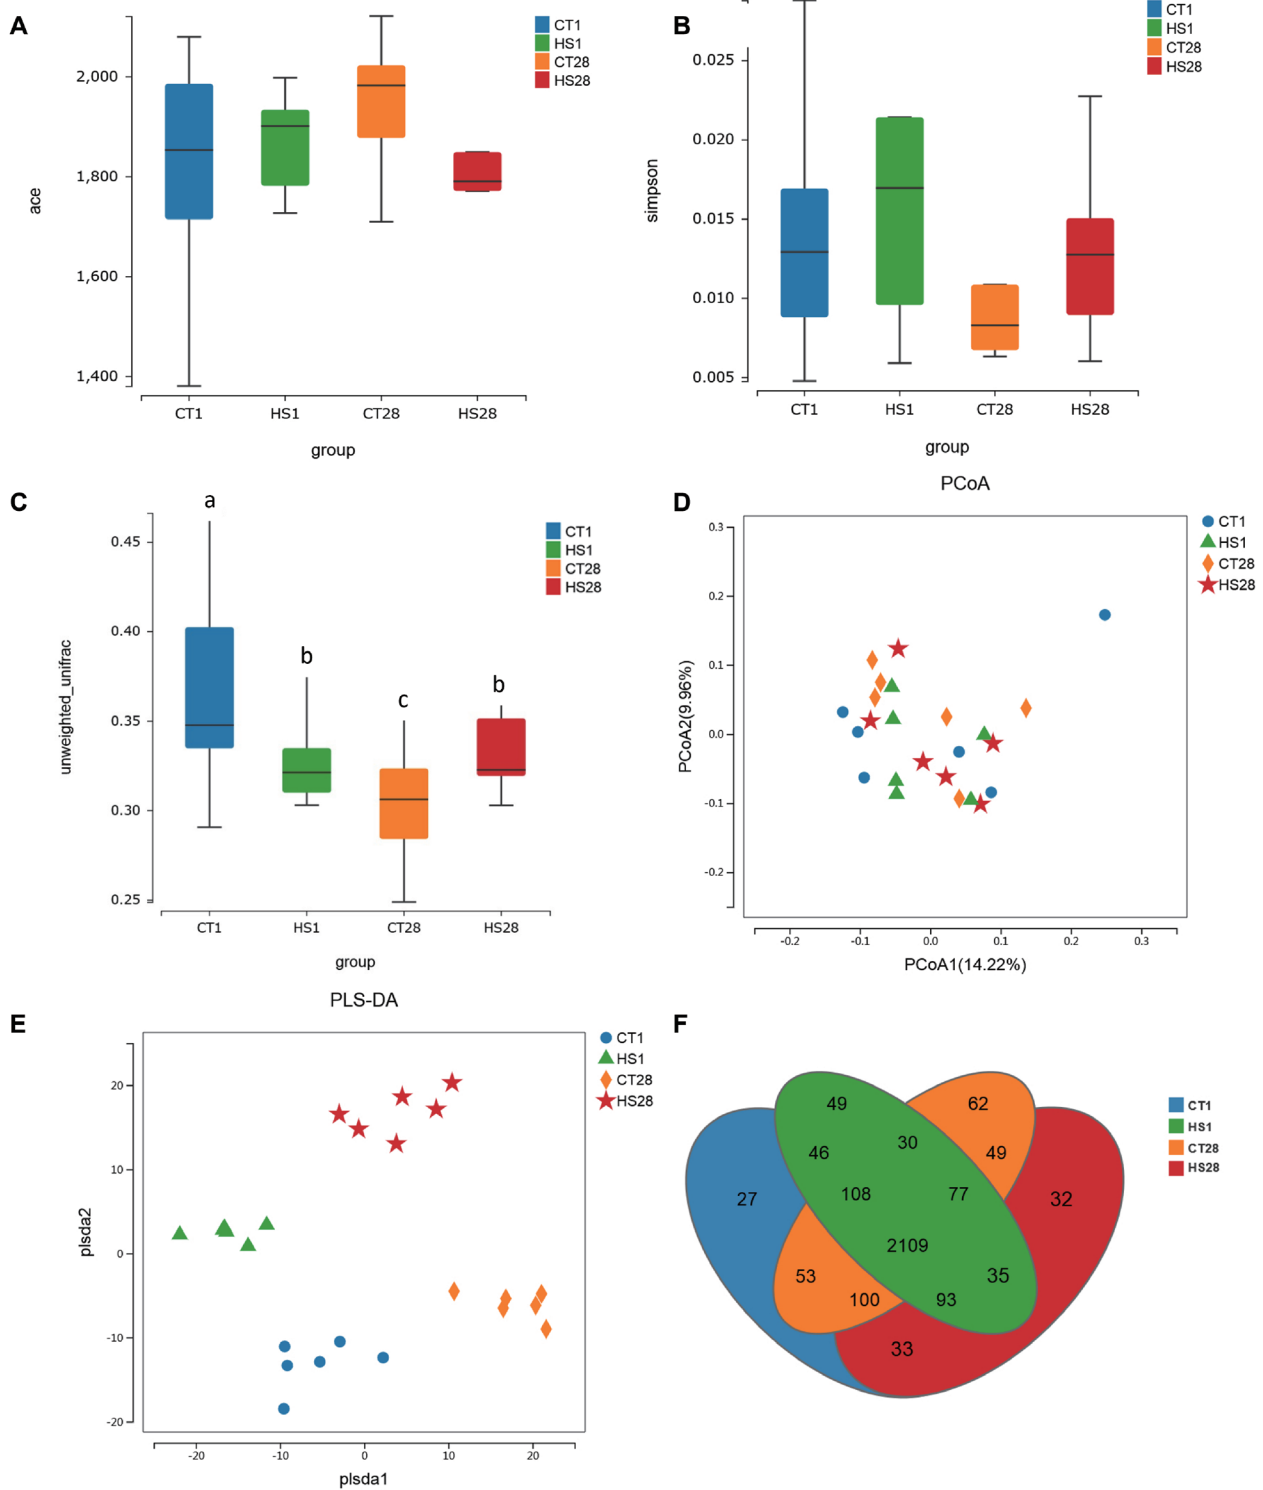 A
CT1
HS1
CT28
HS28
2,000
1,800
1,600
1,400
ace
CT1 HS1 CT28 HS28
group
B
CT1
HS1
CT28
HS28
0.025
0.020
0.015
0.010
0.005
simpson
CT1 HS1 CT28 HS28
group
C
a
b
c
b
CT1
HS1
CT28
HS28
0.45
0.40
0.35
0.30
0.25
unweighted_unifrac
CT1 HS1 CT28 HS28
group
D
PCoA
CT1
HS1
CT28
HS28
0.3
0.2
0.1
0.0
-0.1
-0.2
PCoA2(9.96%)
-0.2 -0.1 0.0 0.1 0.2 0.3
PCoA1(14.22%)
E
PLS-DA
CT1
HS1
CT28
HS28
20
10
0
-10
-20
plsda2
-20 -10 0 10 20
plsda1
F
49 62
46 30 49
27 108 77 32
2109
53 35
100 93
33
CT1
HS1
CT28
HS28